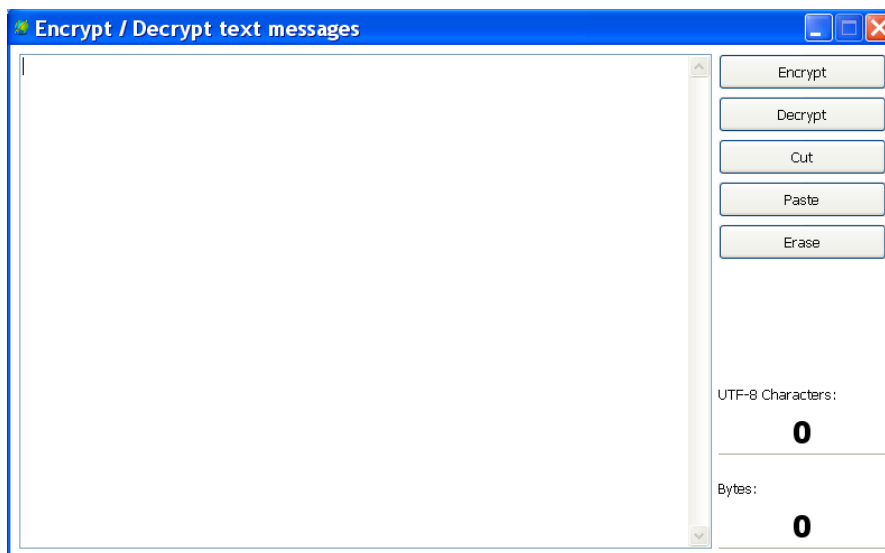 Encrypt / Decrypt text messages
Encrypt
Decrypt
Cut
Paste
Erase
UTF-8 Characters:
0
Bytes:
0